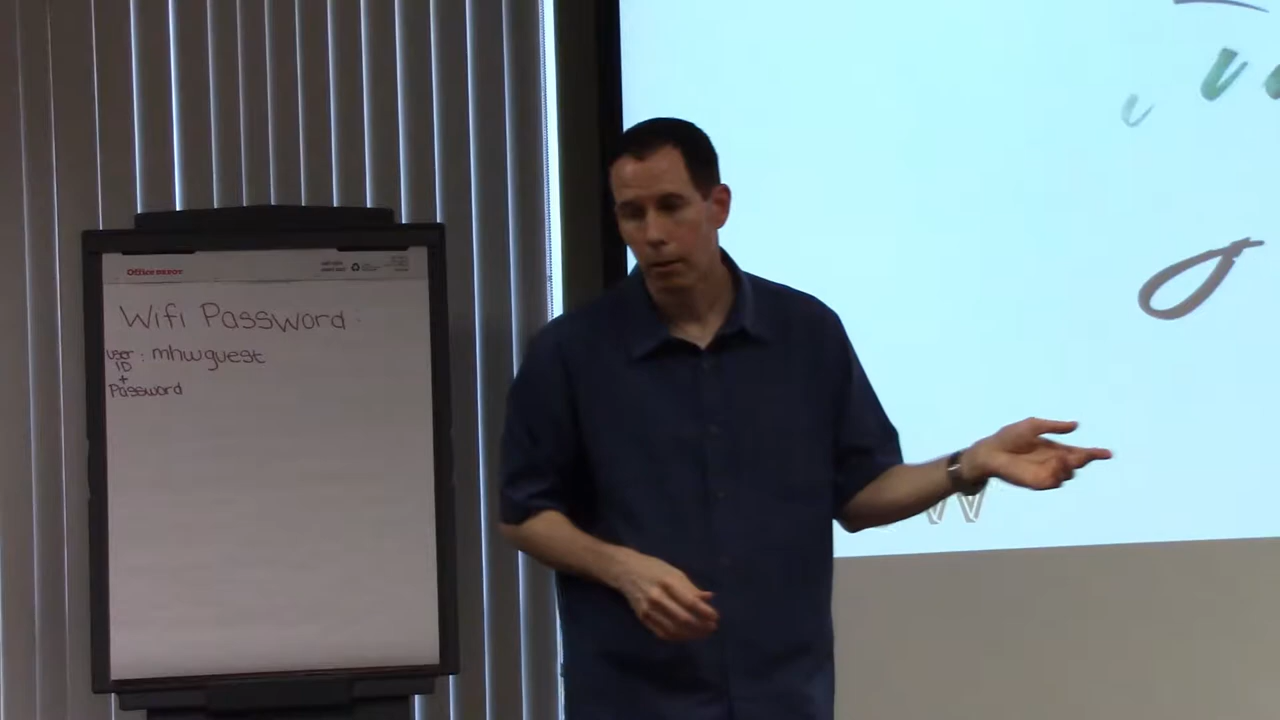 Office DEPOT
Wifi Password :
user : mhwguest
ID
+
Password
W